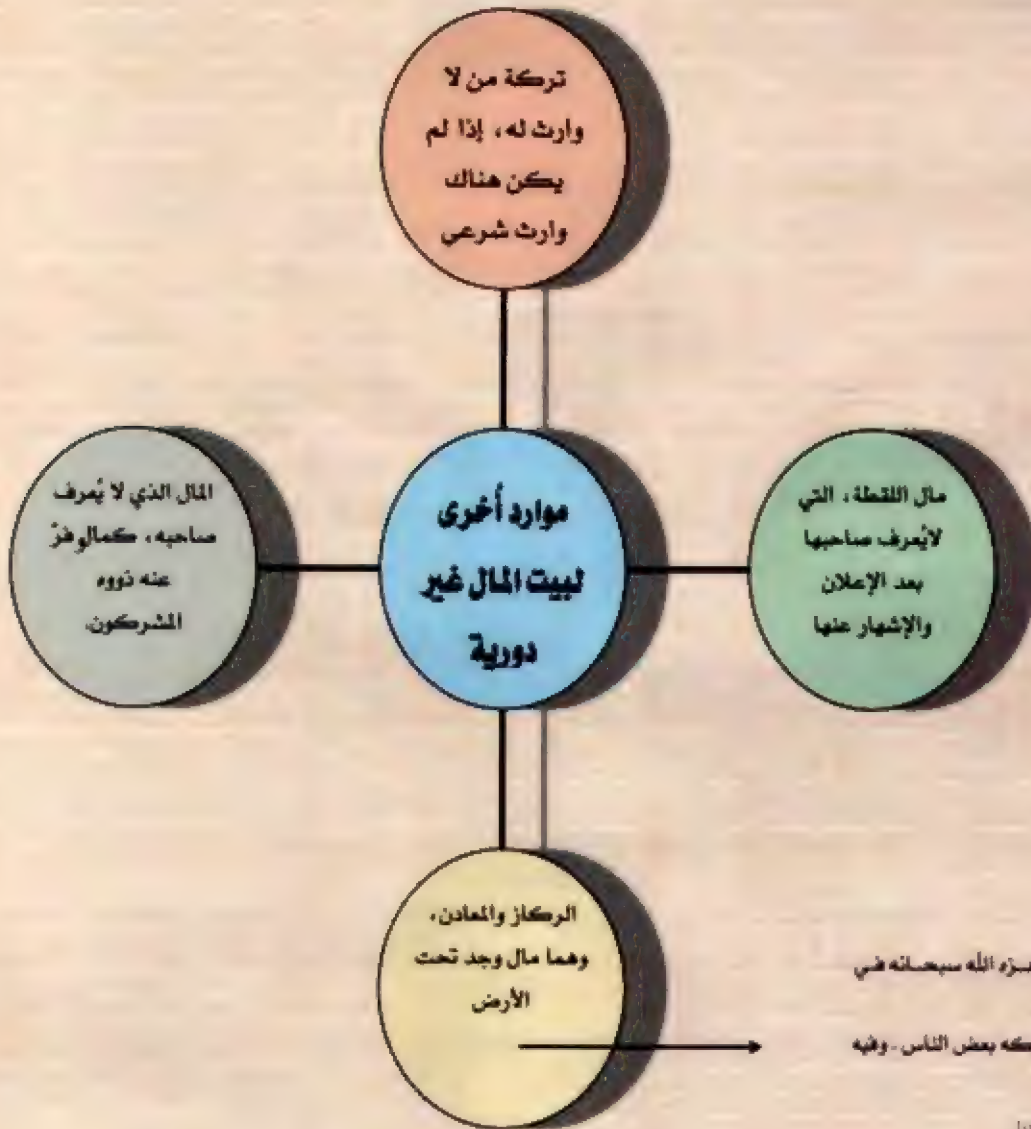 تركة من لا
وارث له، إذا لم
يكن هناك
وارث شرعي
مال اللقطة، التي
لايُعرف صاحبها
بعد الإعلان
والإشهار عنها
موارد أخرى
لبيت المال غير
دورية
المال الذي لا يُعرف
صاحبه، كمالٍ فرّ
عنه ذووه
المشركون.
الركاز والمعادن،
وهما مال وجد تحت
الأرض
الله سبحانه في
بعض الناس - وفيه